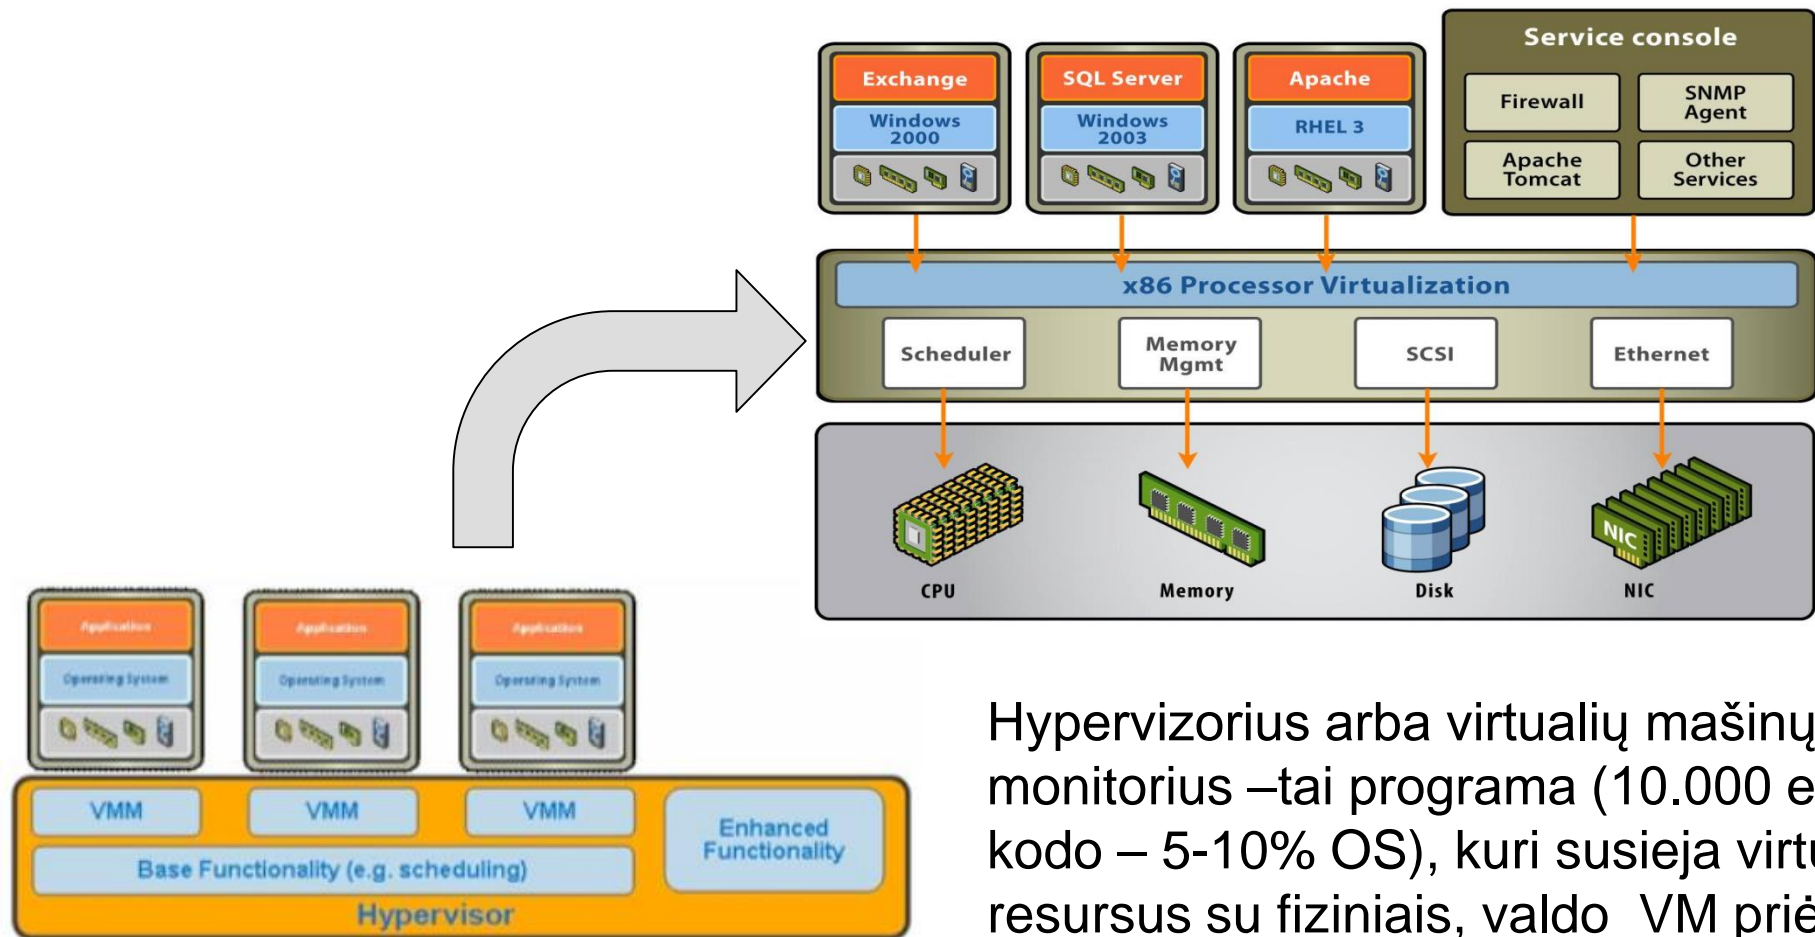 Exchange
Windows
2000
SQL Server
Windows
2003
Apache
RHEL 3
Service console
Firewall
SNMP
Agent
Apache
Tomcat
Other
Services
x86 Processor Virtualization
Scheduler
Memory
Mgmt
SCSI
Ethernet
NIC
CPU
Memory
Disk
NIC
Application
Operating System
Application
Operating System
Application
Operating System
VMM
VMM
VMM
Enhanced
Functionality
Base Functionality (e.g. scheduling)
Hypervisor
Hypervizorius arba virtualių mašinų
monitorius –tai programa (10.000
kodo – 5-10% OS), kuri susieja
resursus su fiziniais, valdo VM